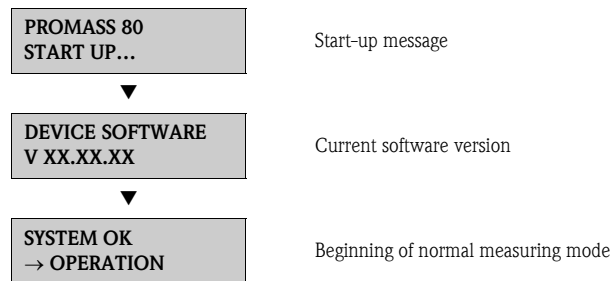 PROMASS 80
START UP...
Start-up message
▼
DEVICE SOFTWARE
V XX.XX.XX
Current software version
▼
SYSTEM OK
→ OPERATION
Beginning of normal measuring mode